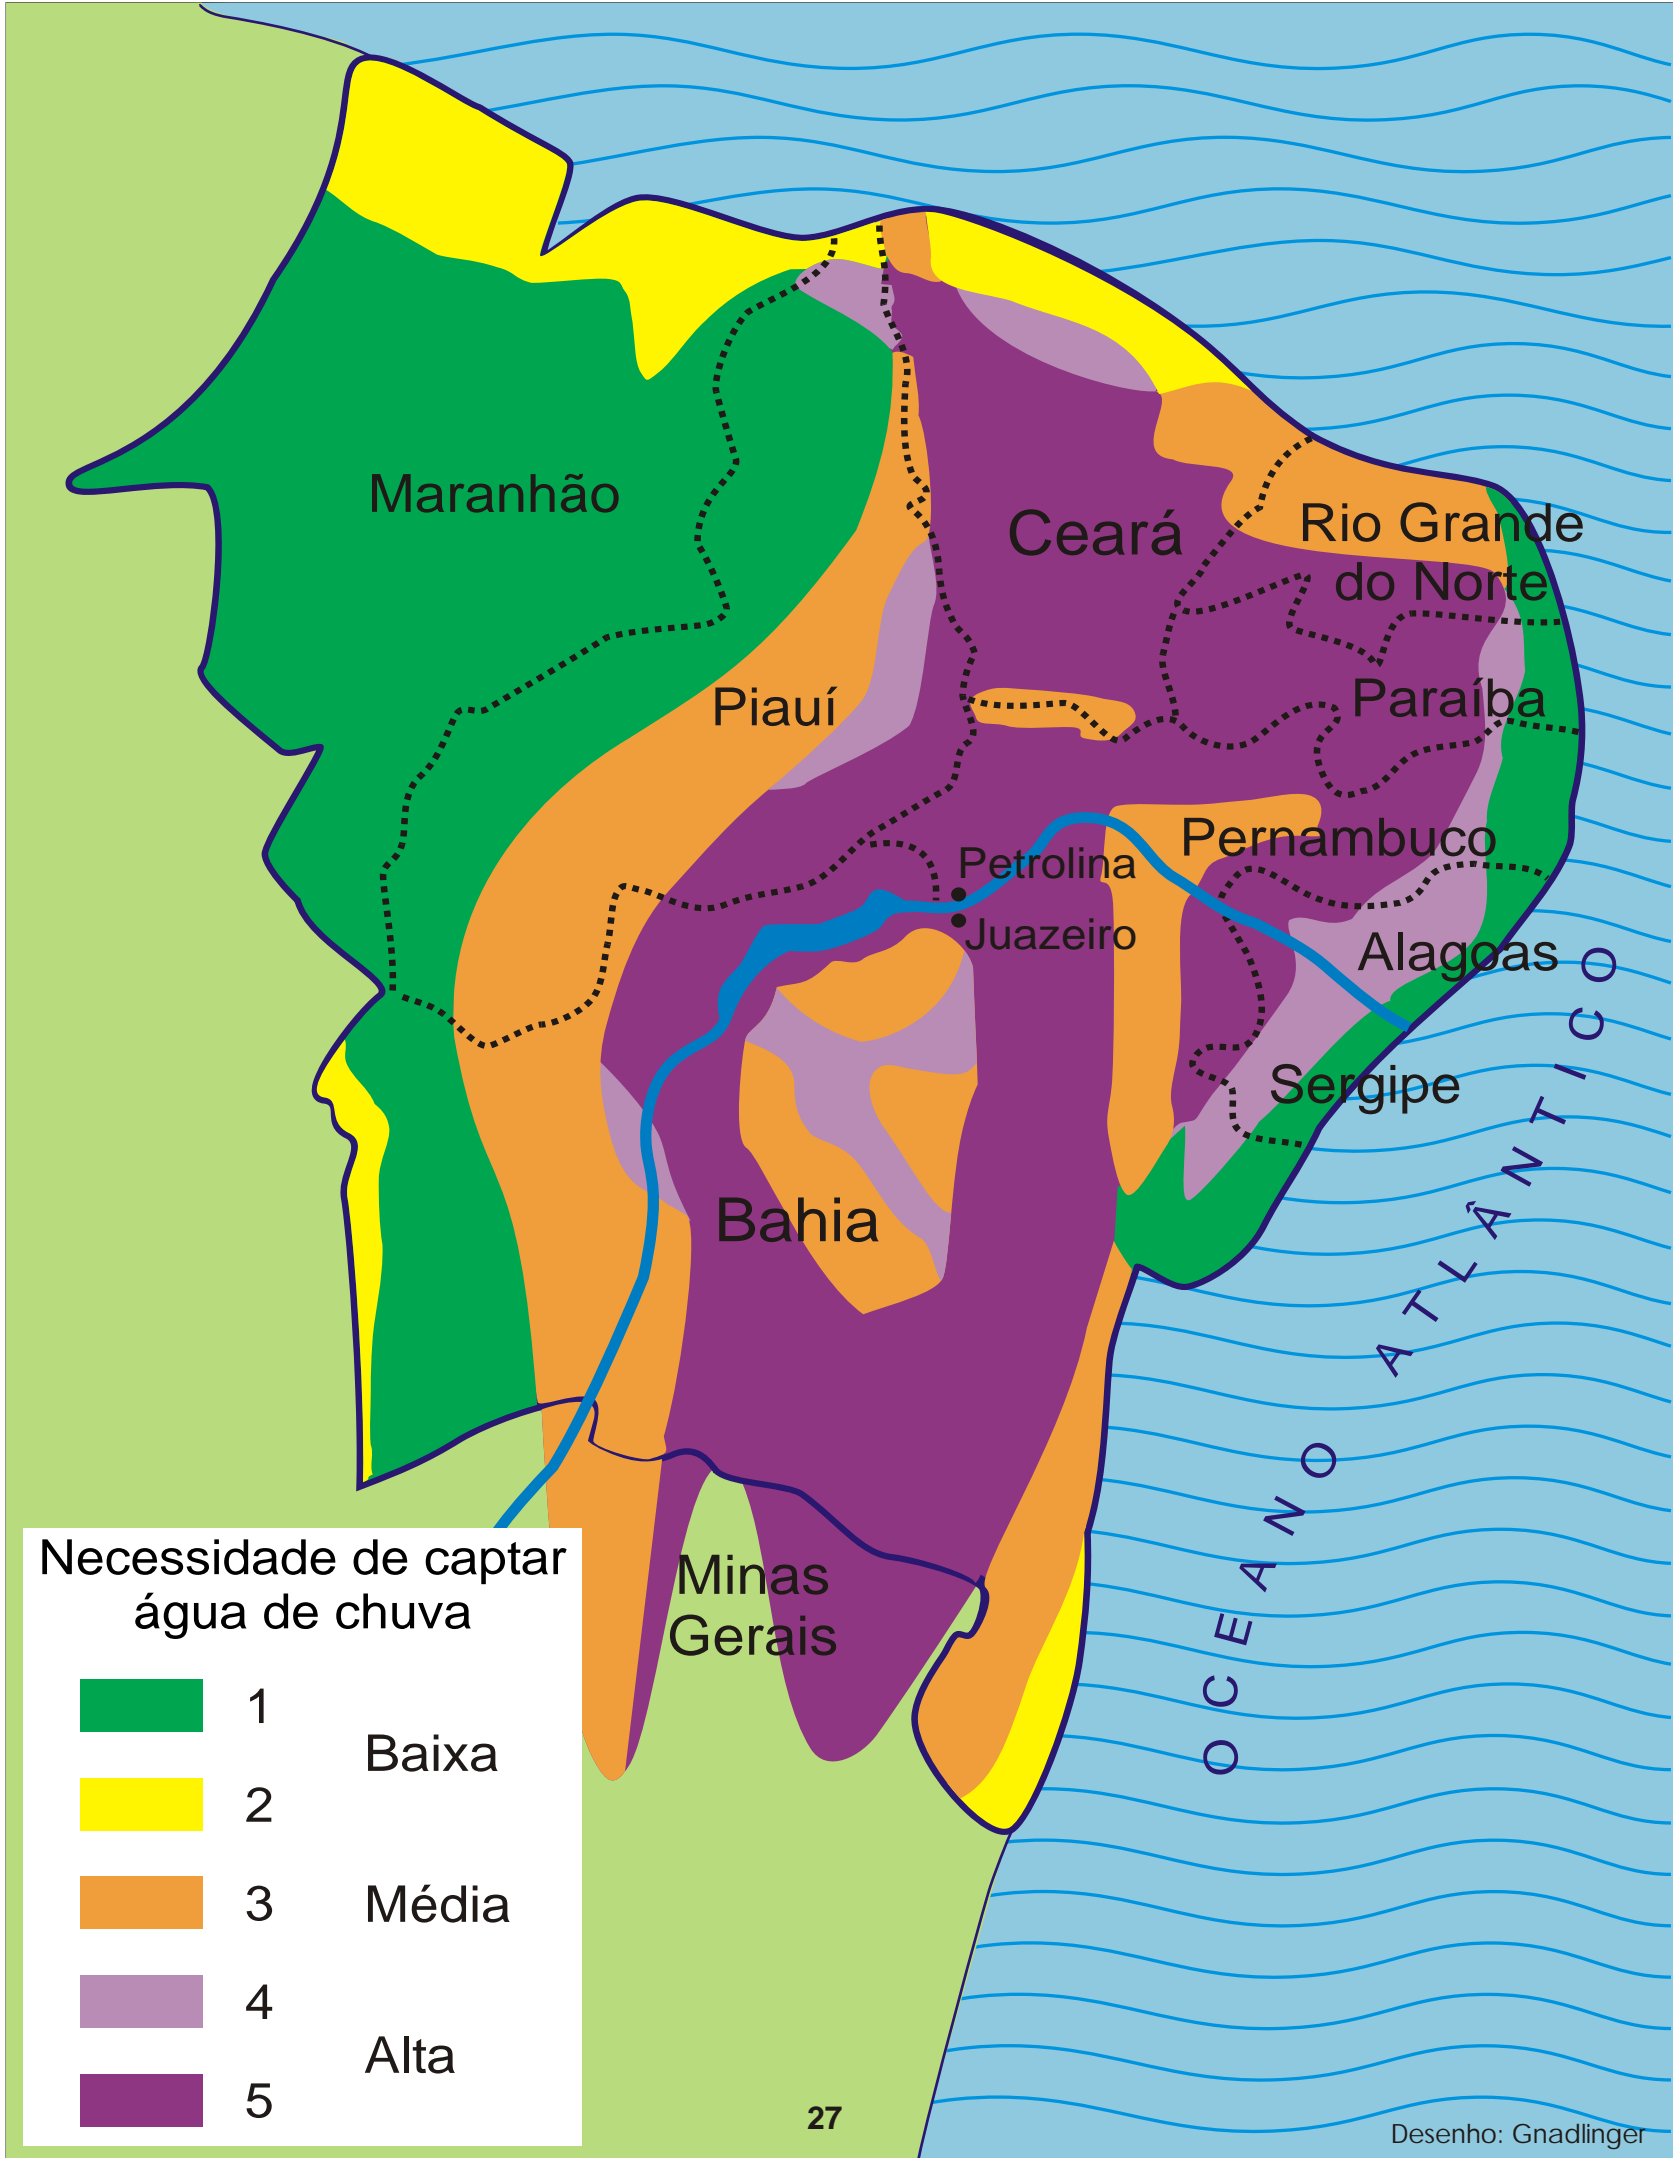 Maranhão
Ceará
Rio Grande
do Norte
Piauí
Paraíba
Pernambuco
Petrolina
Juazeiro
Alagoas
Sergipe
Bahia
Minas
Gerais
OCEANO ATLÂNTICO
Necessidade de captar
água de chuva
1
Baixa
2
3 Média
4
Alta
5
27
Desenho: Gnadlinger